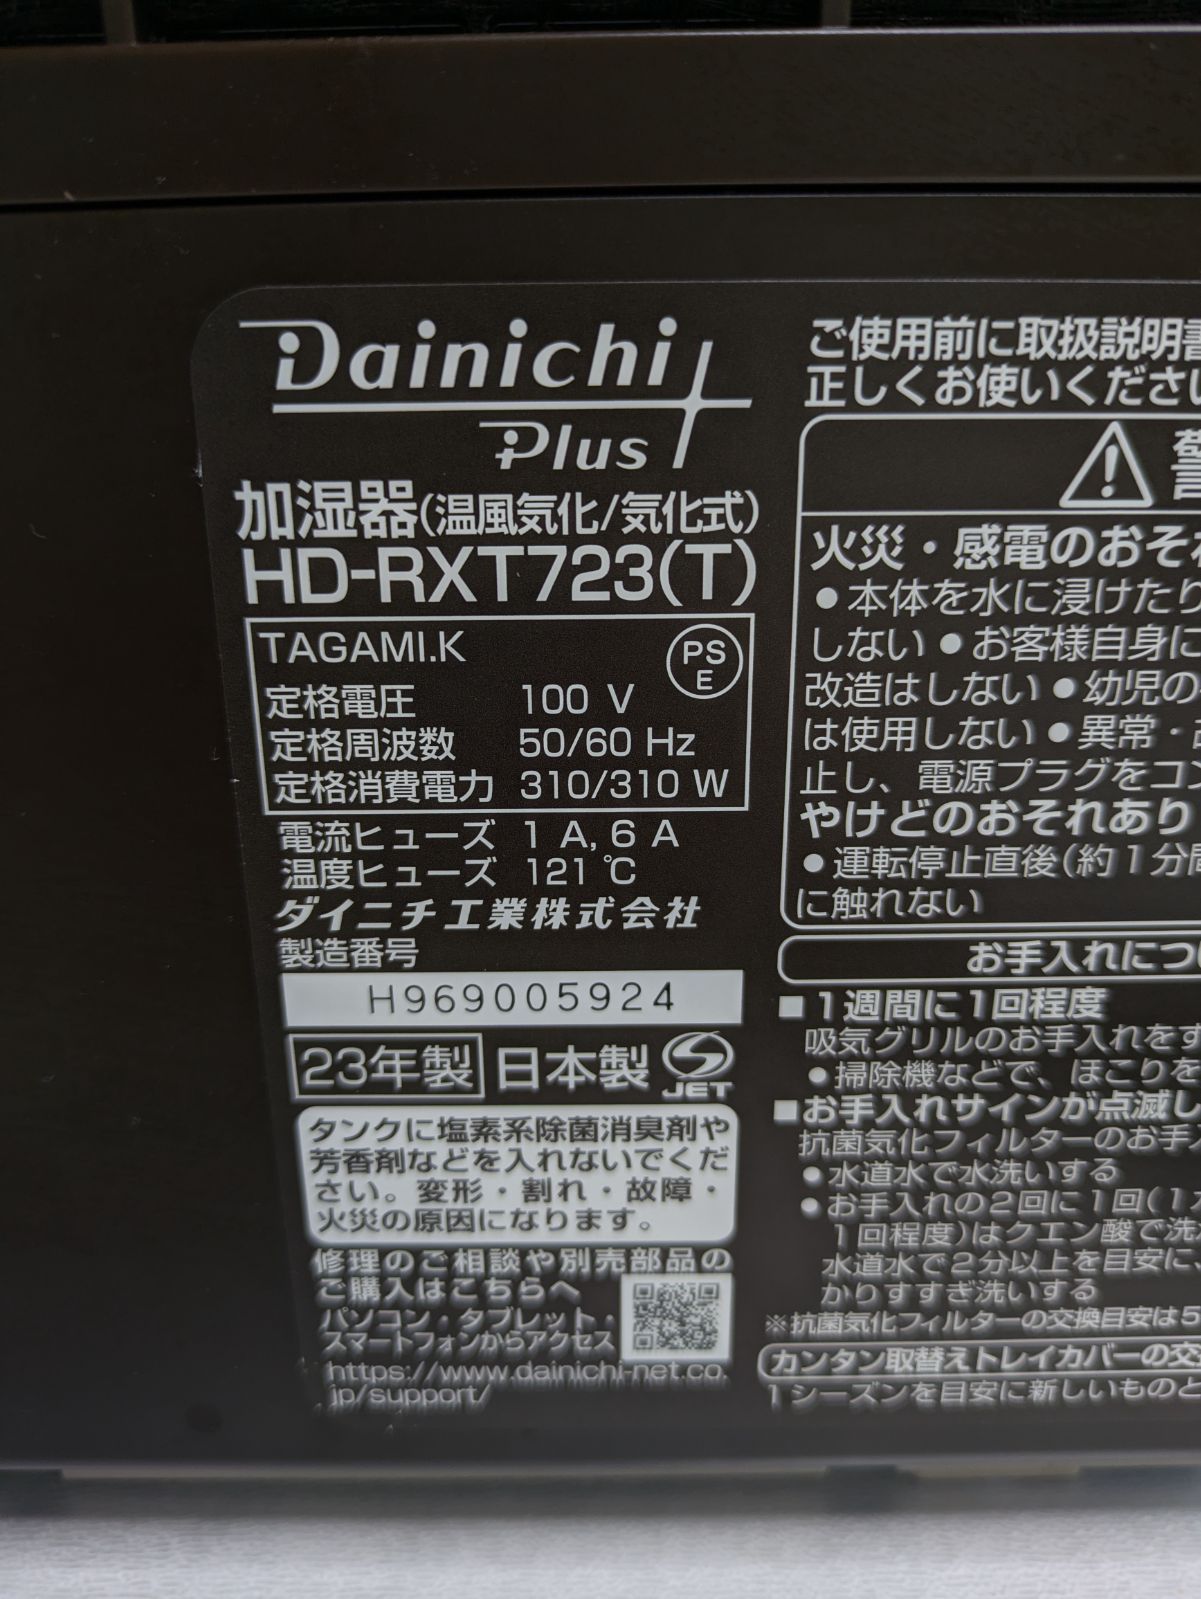 Dainichi
Plus
加湿器(温風気化/気化式)
HD-RXT723(T)
TAGAMI.K
PS
E
定格電圧 100 V
定格周波数 50/60 Hz
定格消費電力 310/310 W
電流ヒューズ 1 A, 6 A
温度ヒューズ 121 ℃
ダイニチ工業株式会社
製造番号
H969005924
23年製 日本製 JET
タンクに塩素系除菌消臭剤や
芳香剤などを入れないでくだ
さい。変形・割れ・故障・
火災の原因になります。
修理のご相談や別売部品の
ご購入はこちらへ
パソコン・タブレット・
スマートフォンからアクセス
https://www.dainichi-net.co.
jp/support/
ご使用前に取扱説明書
正しくお使いください
火災・感電のおそれ
●本体を水に浸けたり
しない●お客様自身に
改造はしない●幼児の
は使用しない●異常・
止し、電源プラグをコン
やけどのおそれあり
●運転停止直後(約1分間
に触れない
お手入れについ
■1週間に1回程度
吸気グリルのお手入れをす
●掃除機などで、ほこりを
■お手入れサインが点滅し
抗菌気化フィルターのお手入
●水道水で水洗いする
●お手入れの2回に1回(1
1回程度)はクエン酸で洗
水道水で2分以上を目安に、
かりすすぎ洗いする
※抗菌気化フィルターの交換目安は5
カンタン取替えトレイカバーの交
1シーズンを目安に新しいものと